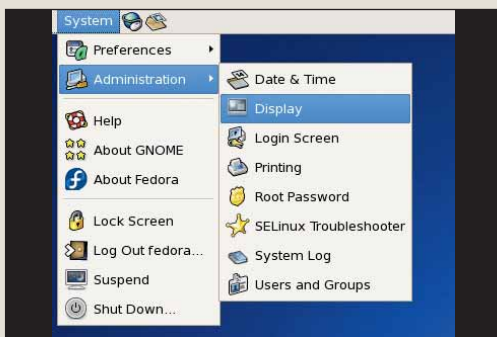 System
Preferences
Administration
Help
About GNOME
About Fedora
Lock Screen
Log Out fedora...
Suspend
Shut Down...
Date & Time
Display
Login Screen
Printing
Root Password
SELinux Troubleshooter
System Log
Users and Groups